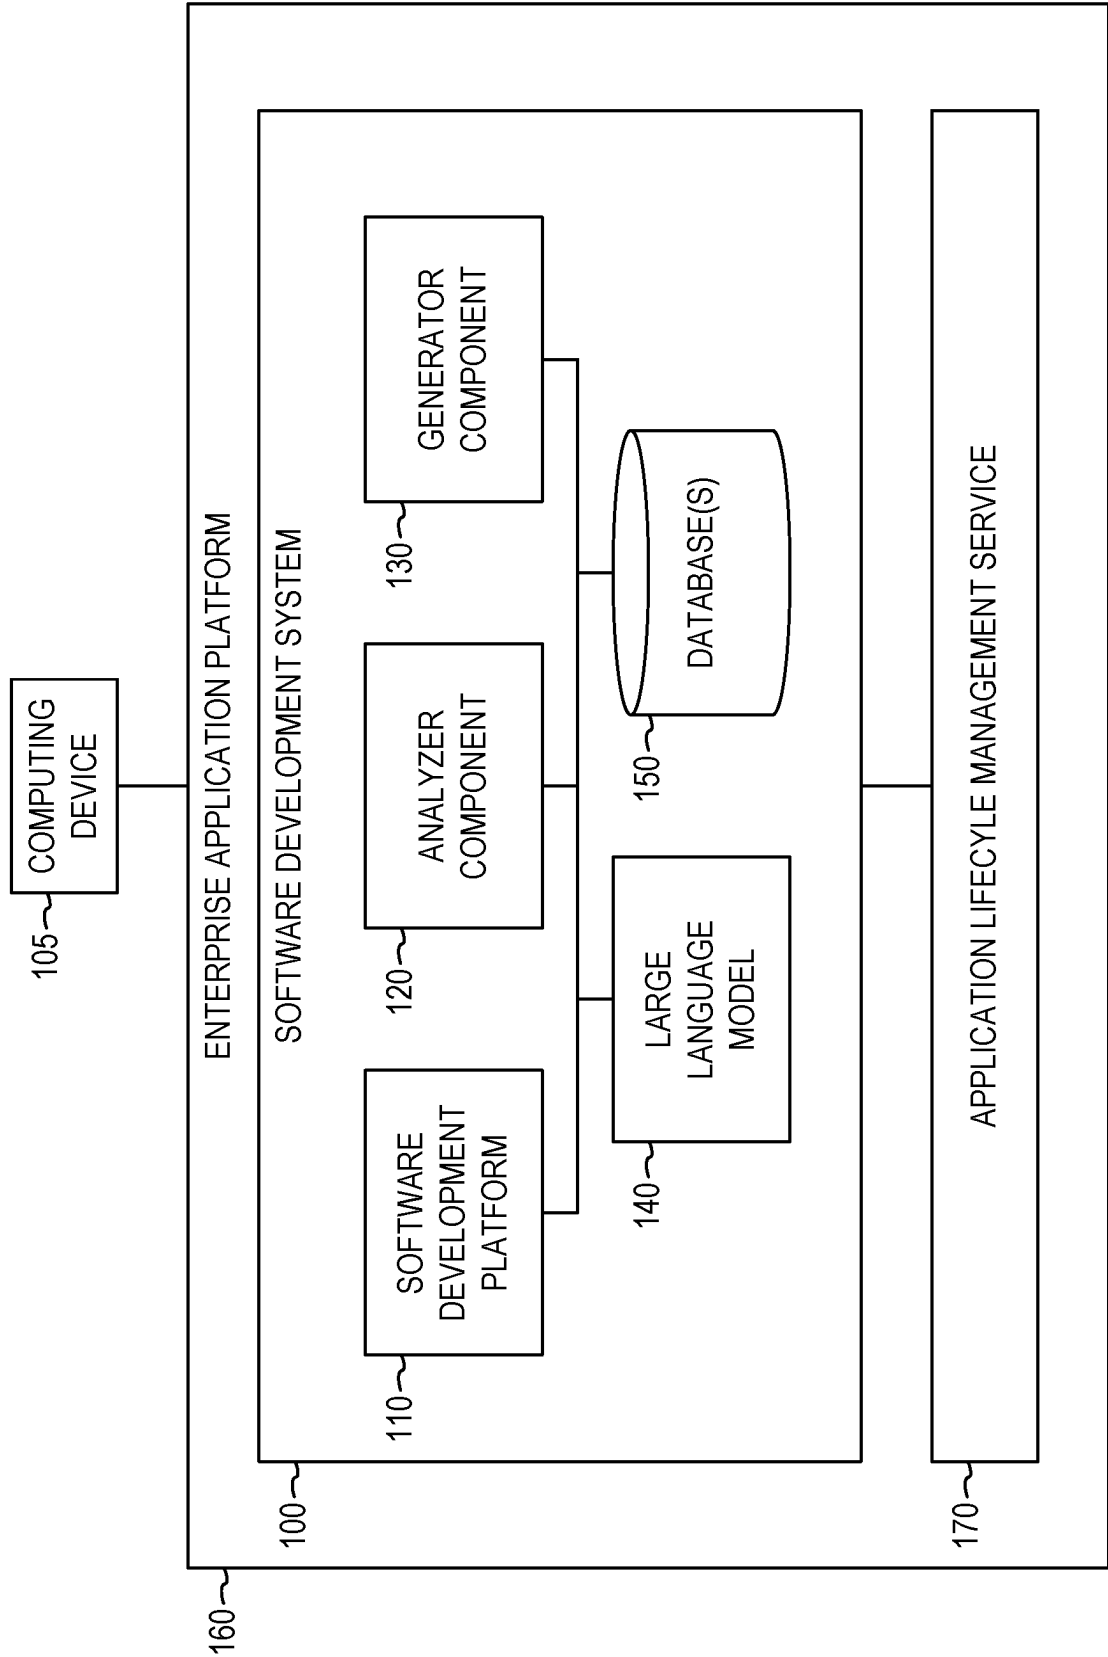 105
COMPUTING
DEVICE
160
ENTERPRISE APPLICATION PLATFORM
100
SOFTWARE DEVELOPMENT SYSTEM
110
SOFTWARE
DEVELOPMENT
PLATFORM
120
ANALYZER
COMPONENT
130
GENERATOR
COMPONENT
140
LARGE
LANGUAGE
MODEL
150
DATABASE(S)
170
APPLICATION LIFECYLE MANAGEMENT SERVICE